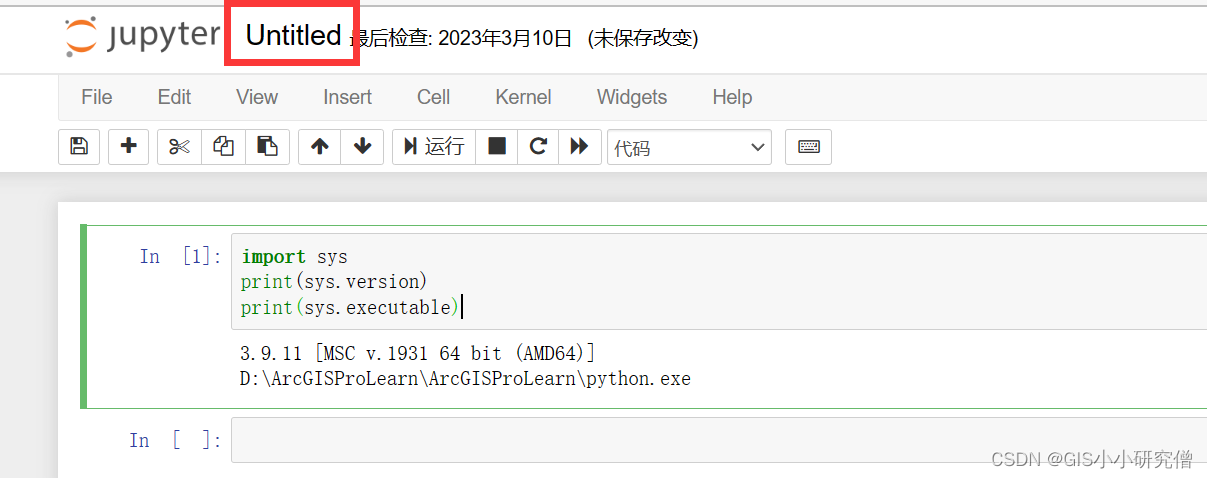 jupyter Untitled 最后检查: 2023年3月10日 (未保存改变)
File Edit View Insert Cell Kernel Widgets Help
运行 代码
In [1]: import sys
print(sys.version)
print(sys.executable)
3.9.11 [MSC v.1931 64 bit (AMD64)]
D:\ArcGISProLearn\ArcGISProLearn\python.exe
In [ ]:
CSDN @GIS小小研究僧